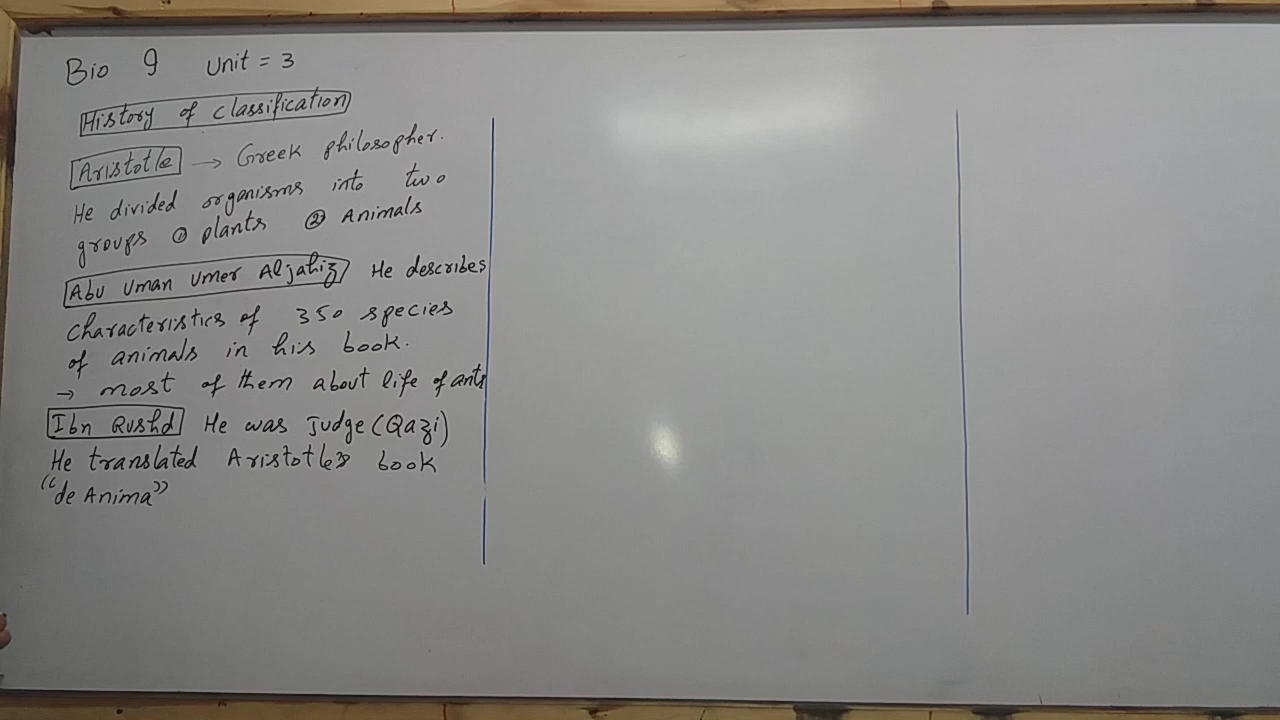 Bio 9 Unit = 3
History of classification
Aristotle → Greek philosopher.
He divided organisms into two
groups ① plants ② Animals
Abu Uman Umer Aljahiz He describes
characteristics of 350 species
of animals in his book.
→ most of them about life of ants
Ibn Rushd He was Judge (Qazi)
He translated Aristotle's book
"de Anima"